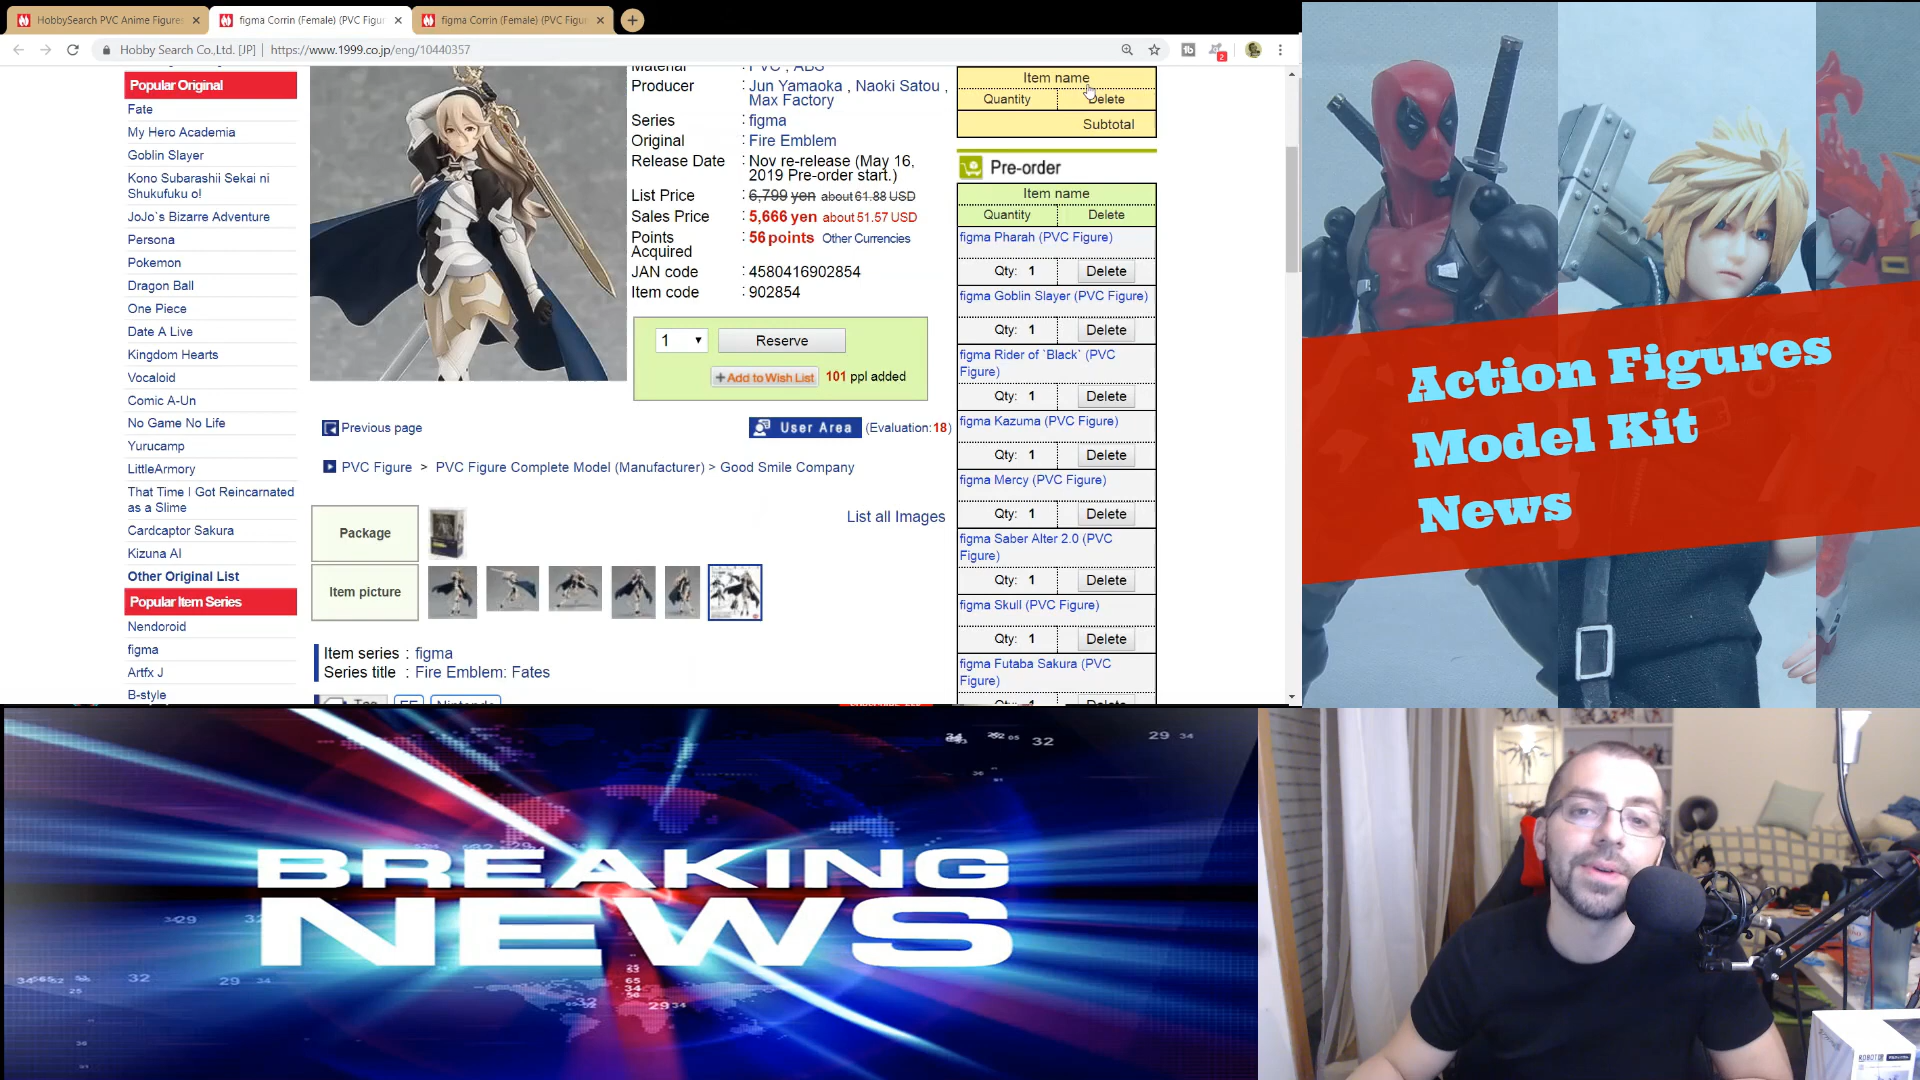 HobbySearch PVC Anime Figures
figma Corrin (Female) (PVC Figur
figma Corrin (Female) (PVC Figur
Hobby Search Co.,Ltd. [JP] | https://www.1999.co.jp/eng/10440357
Popular Original
Fate
My Hero Academia
Goblin Slayer
Kono Subarashii Sekai ni
Shukufuku o!
JoJo`s Bizarre Adventure
Persona
Pokemon
Dragon Ball
One Piece
Date A Live
Kingdom Hearts
Vocaloid
Comic A-Un
No Game No Life
Yurucamp
LittleArmory
That Time I Got Reincarnated
as a Slime
Cardcaptor Sakura
Kizuna AI
Other Original List
Popular Item Series
Nendoroid
figma
Artfx J
B-style
Material : PVC , ABS
Producer : Jun Yamaoka , Naoki Satou ,
Max Factory
Series : figma
Original : Fire Emblem
Release Date : Nov re-release (May 16,
2019 Pre-order start.)
List Price : 6,799 yen about 61.88 USD
Sales Price : 5,666 yen about 51.57 USD
Points
Acquired : 56 points Other Currencies
JAN code : 4580416902854
Item code : 902854
1 Reserve
+Add to Wish List 101 ppl added
Previous page
User Area (Evaluation:18)
PVC Figure > PVC Figure Complete Model (Manufacturer) > Good Smile Company
Package
List all Images
Item picture
Item series : figma
Series title : Fire Emblem: Fates
Tag FE Nintendo
Item name
Quantity Delete
Subtotal
Pre-order
Item name
Quantity Delete
figma Pharah (PVC Figure)
Qty: 1 Delete
figma Goblin Slayer (PVC Figure)
Qty: 1 Delete
figma Rider of `Black` (PVC
Figure)
Qty: 1 Delete
figma Kazuma (PVC Figure)
Qty: 1 Delete
figma Mercy (PVC Figure)
Qty: 1 Delete
figma Saber Alter 2.0 (PVC
Figure)
Qty: 1 Delete
figma Skull (PVC Figure)
Qty: 1 Delete
figma Futaba Sakura (PVC
Figure)
Qty: 1 Delete
Action Figures
Model Kit
News
BREAKING
NEWS